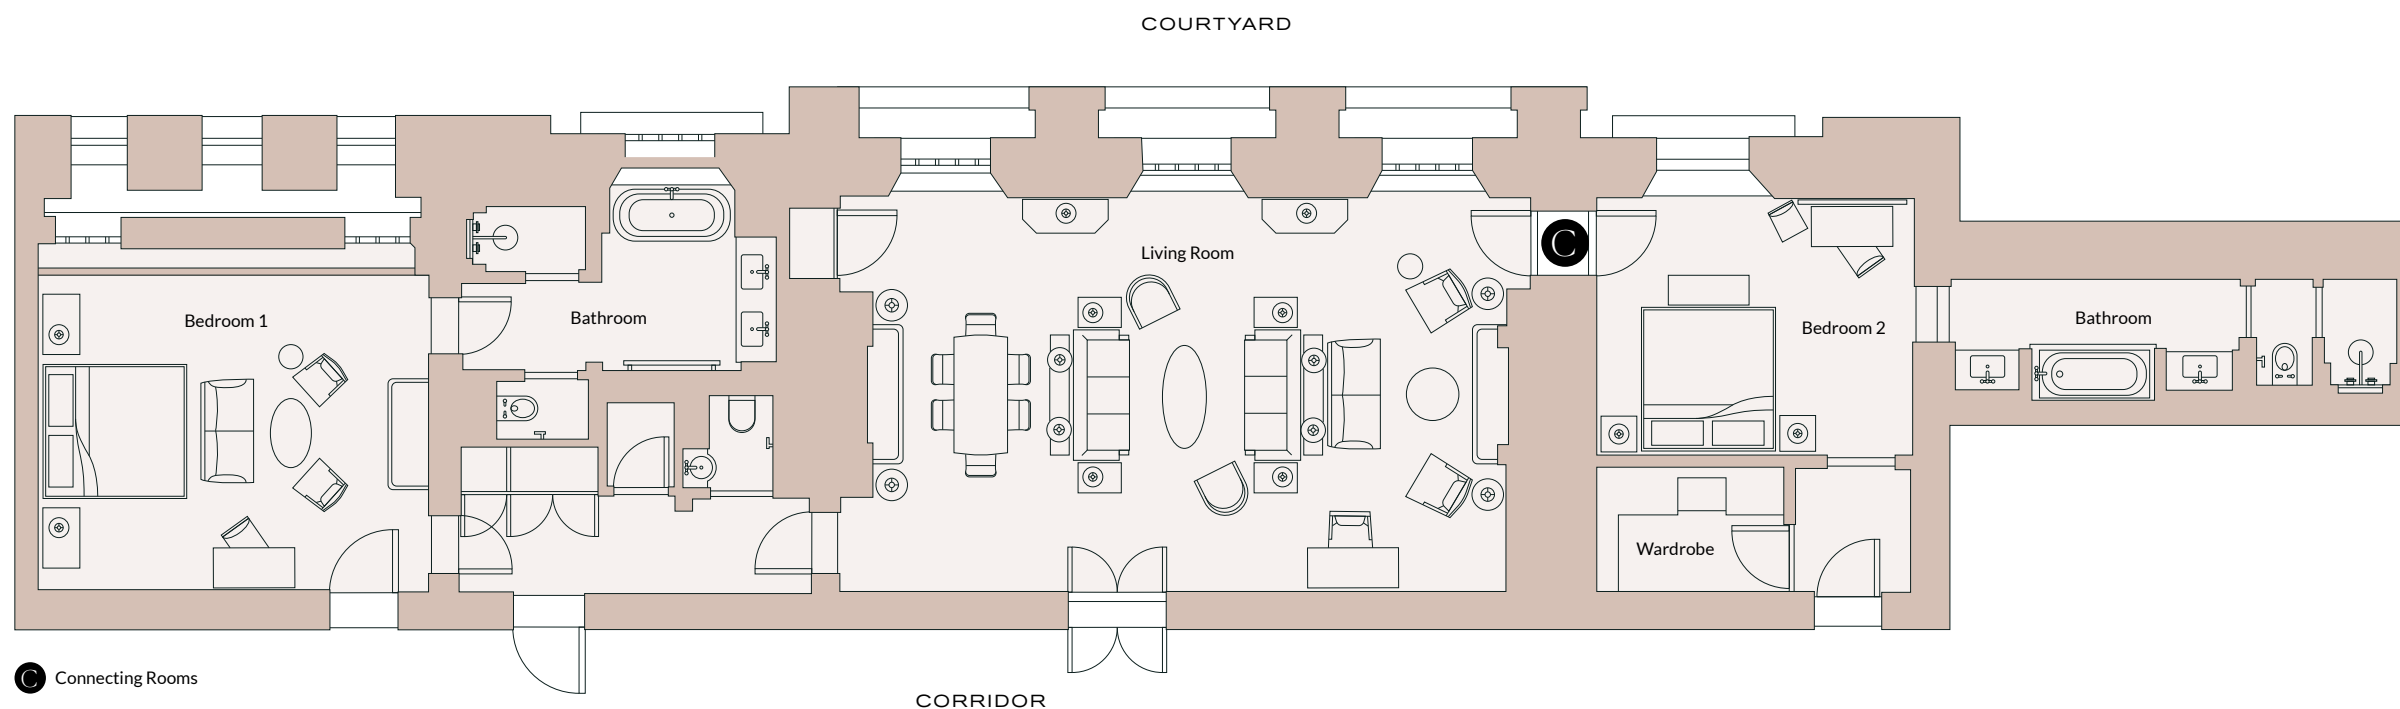 COURTYARD
Living Room
C
Bedroom 1
Bathroom
Bedroom 2
Bathroom
Wardrobe
C Connecting Rooms
CORRIDOR